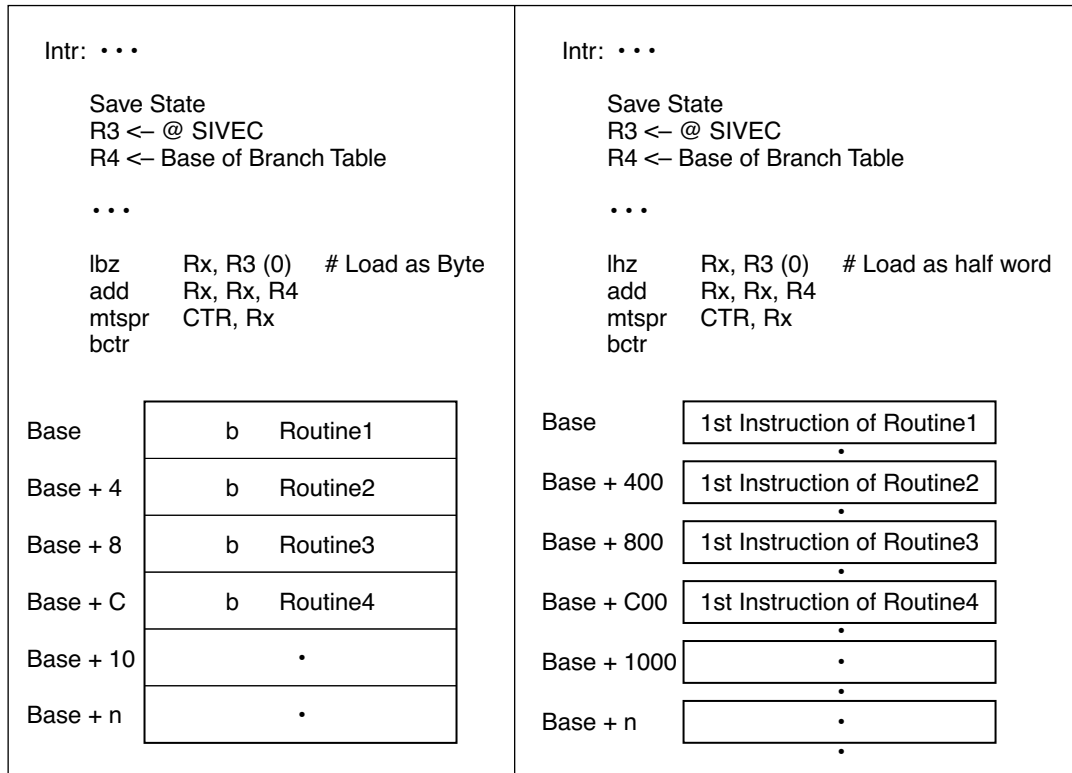 Intr: • • •
Save State
R3 <– @ SIVEC
R4 <– Base of Branch Table
• • •
lbz Rx, R3 (0) # Load as Byte
add Rx, Rx, R4
mtspr CTR, Rx
bctr
Base b Routine1
Base + 4 b Routine2
Base + 8 b Routine3
Base + C b Routine4
Base + 10 •
Base + n •
Intr: • • •
Save State
R3 <– @ SIVEC
R4 <– Base of Branch Table
• • •
lhz Rx, R3 (0) # Load as half word
add Rx, Rx, R4
mtspr CTR, Rx
bctr
Base 1st Instruction of Routine1
•
Base + 400 1st Instruction of Routine2
•
Base + 800 1st Instruction of Routine3
•
Base + C00 1st Instruction of Routine4
•
Base + 1000 •
•
Base + n •
•